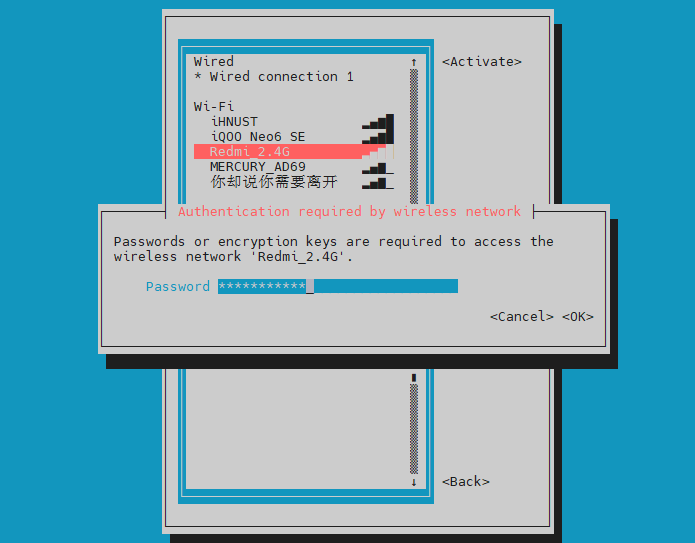 Wired ↑ <Activate>
* Wired connection 1
Wi-Fi
iHNUST
iQOO Neo6 SE
Redmi_2.4G
MERCURY_AD69
你却说你需要离开
Authentication required by wireless network
Passwords or encryption keys are required to access the
wireless network 'Redmi_2.4G'.
Password ***********_
<Cancel> <OK>
↓ <Back>